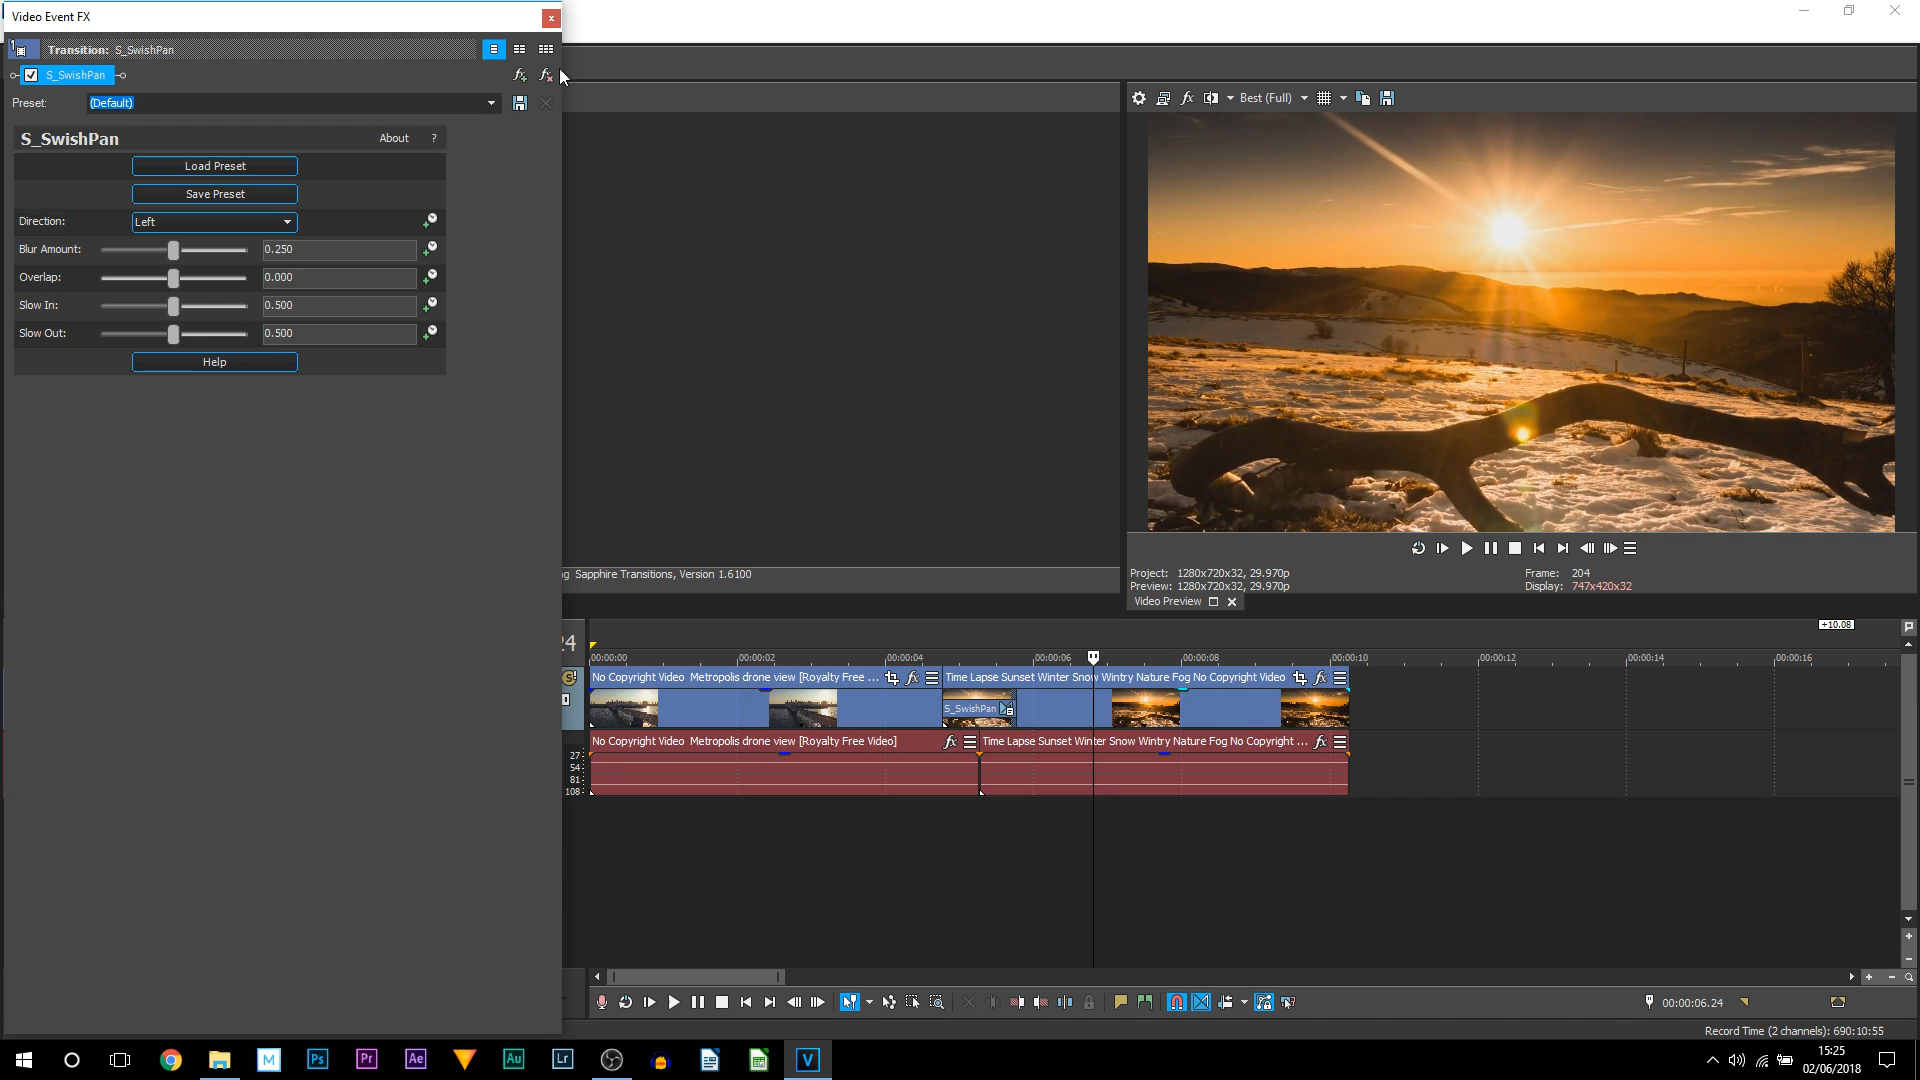 Video Event FX
Transition: S_SwishPan
S_SwishPan
Preset: (Default)
S_SwishPan About ?
Load Preset
Save Preset
Direction: Left
Blur Amount: 0.250
Overlap: 0.000
Slow In: 0.500
Slow Out: 0.500
Help
Best (Full)
Sapphire Transitions, Version 1.6100
Project: 1280x720x32, 29.970p
Preview: 1280x720x32, 29.970p
Frame: 204
Display: 747x420x32
Video Preview
+10.08
00:00:00 00:00:02 00:00:04 00:00:06 00:00:08 00:00:10 00:00:12 00:00:14 00:00:16
No Copyright Video Metropolis drone view [Royalty Free ...
Time Lapse Sunset Winter Snow Wintry Nature Fog No Copyright Video
S_SwishPan
No Copyright Video Metropolis drone view [Royalty Free Video]
Time Lapse Sunset Winter Snow Wintry Nature Fog No Copyright ...
27
54
81
108
00:00:06.24
Record Time (2 channels): 690:10:55
M Ps Pr Ae Au Lr V
15:25
02/06/2018